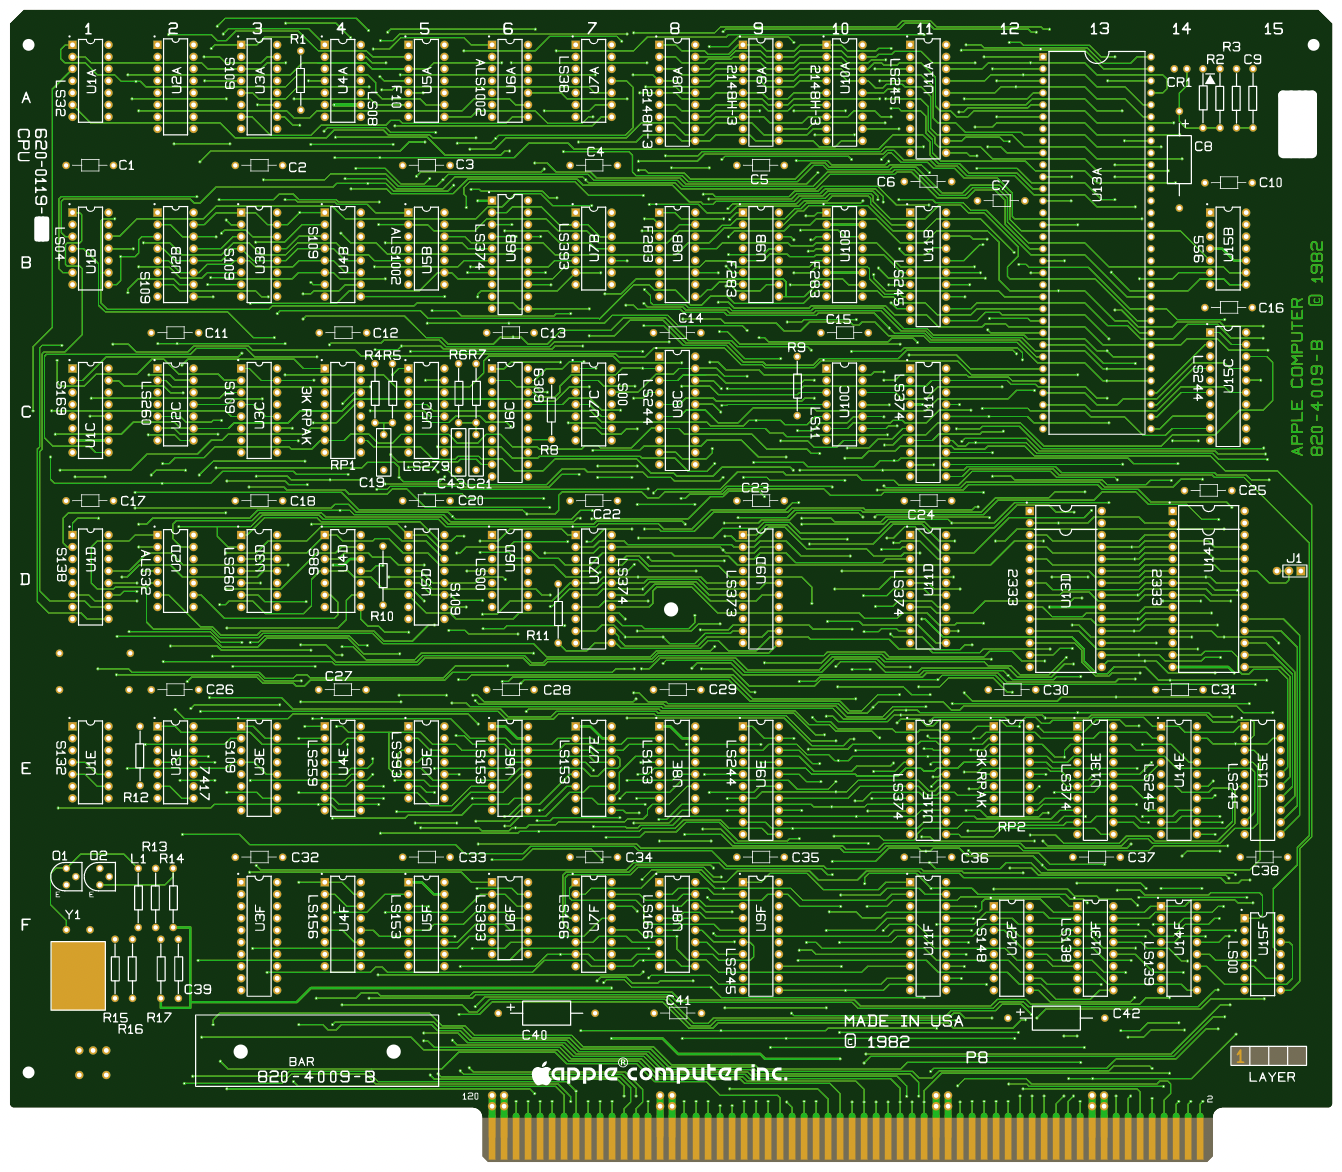 1 2 3 4 5 6 7 8 9 10 11 12 13 14 15
A
LS32 U1A U2A S109 U3A R1 U4A LS08 F10 U5A ALS1002 U6A LS38 U7A 2148H-3 U8A 2148H-3 U9A 2148H-3 U10A LS245 U11A U13A CR1 R2 R3 C9 C8
620-0119-
CPU
C1 C2 C3 C4 C5 C6 C7 C10
B
LS04 U1B S109 U2B S109 U3B S109 U4B ALS1002 U5B LS374 U6B LS393 U7B F283 U8B F283 U9B F283 U10B LS245 U11B S86 U15B
APPLE COMPUTER © 1982
820-4009-B
C11 C12 C13 C14 C15 C16
C
S169 U1C LS260 U2C S109 U3C 3K RPAK RP1 R4 R5 C19 U5C LS279 R6 R7 C43 C21 U6C 6309 R8 U7C LS00 LS244 U8C R9 LS11 U10C LS374 U11C LS244 U15C
C17 C18 C20 C22 C23 C24 C25
D
S138 U1D ALS32 U2D LS260 U3D S86 U4D R10 U5D S109 LS00 U6D R11 U7D LS374 LS373 U9D LS374 U11D 2333 U13D 2333 U14D J1
C26 C27 C28 C29 C30 C31
E
S132 U1E R12 U2E 7417 S109 U3E LS258 U4E LS393 U5E LS153 U6E LS153 U7E LS153 U8E LS244 U9E LS374 U11E 3K RPAK RP2 LS374 U13E LS245 U14E LS245 U15E
C32 C33 C34 C35 C36 C37 C38
Q1 Q2 L1 R13 R14
E E
F
Y1 U3F LS156 U4F LS153 U5F LS393 U6F LS166 U7F LS166 U8F LS245 U9F U11F LS148 U12F LS138 U13F LS139 U14F LS00 U15F
R15 R16 R17 C39
+ C40 C41 + C42
MADE IN USA
© 1982
P8
BAR
820-4009-B
apple computer inc.
®
1
LAYER
120 2